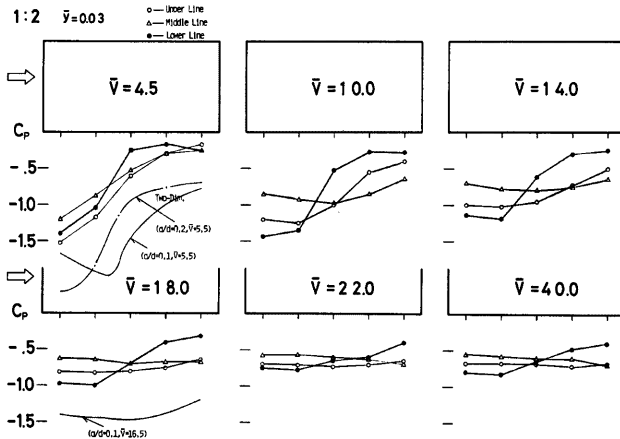 1:2 ȳ=0.03
Under Line
Middle Line
Lower Line
V̄=4.5
V̄=10.0
V̄=14.0
Cp
-.5
-1.0
-1.5
Two-Dim.
(a/d=0.2,V̄=5.5)
(a/d=0.1,V̄=5.5)
V̄=18.0
V̄=22.0
V̄=40.0
Cp
-.5
-1.0
-1.5
(a/d=0.1,V̄=16.5)